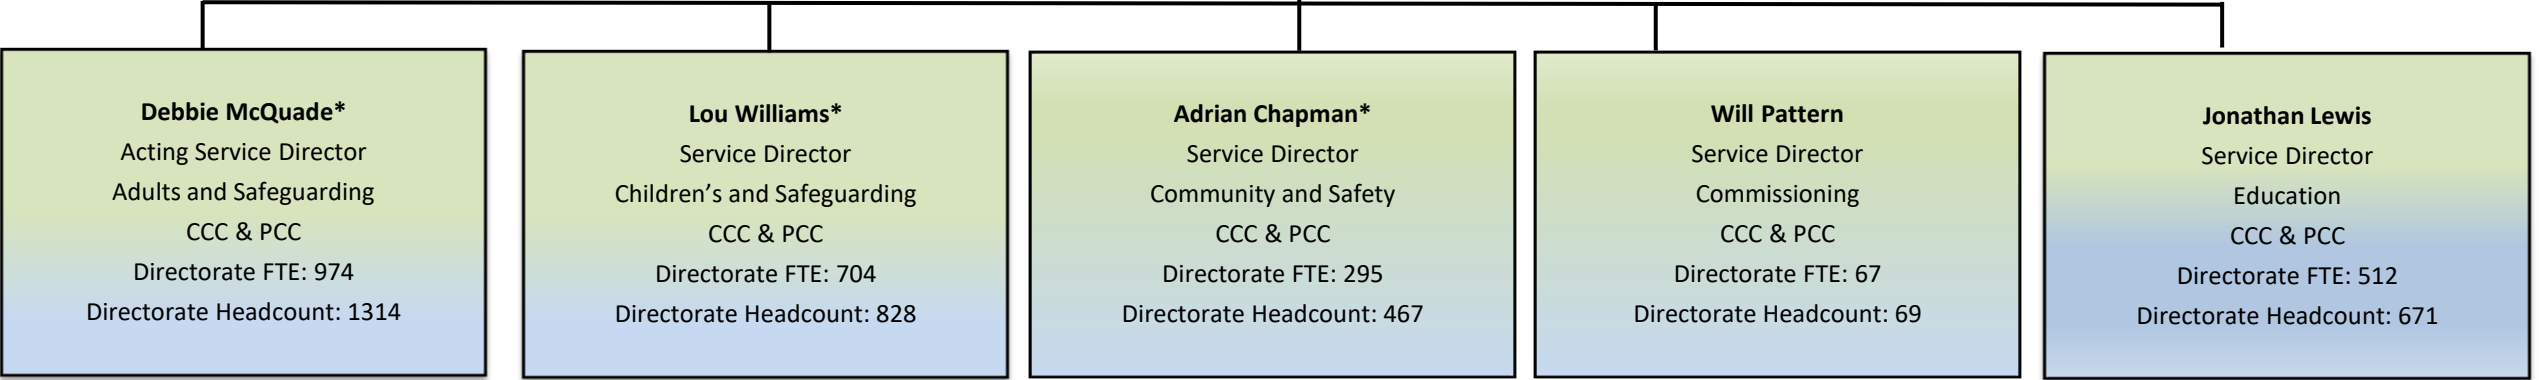 Debbie McQuade*
Acting Service Director
Adults and Safeguarding
CCC & PCC
Directorate FTE: 974
Directorate Headcount: 1314
Lou Williams*
Service Director
Children’s and Safeguarding
CCC & PCC
Directorate FTE: 704
Directorate Headcount: 828
Adrian Chapman*
Service Director
Community and Safety
CCC & PCC
Directorate FTE: 295
Directorate Headcount: 467
Will Pattern
Service Director
Commissioning
CCC & PCC
Directorate FTE: 67
Directorate Headcount: 69
Jonathan Lewis
Service Director
Education
CCC & PCC
Directorate FTE: 512
Directorate Headcount: 671